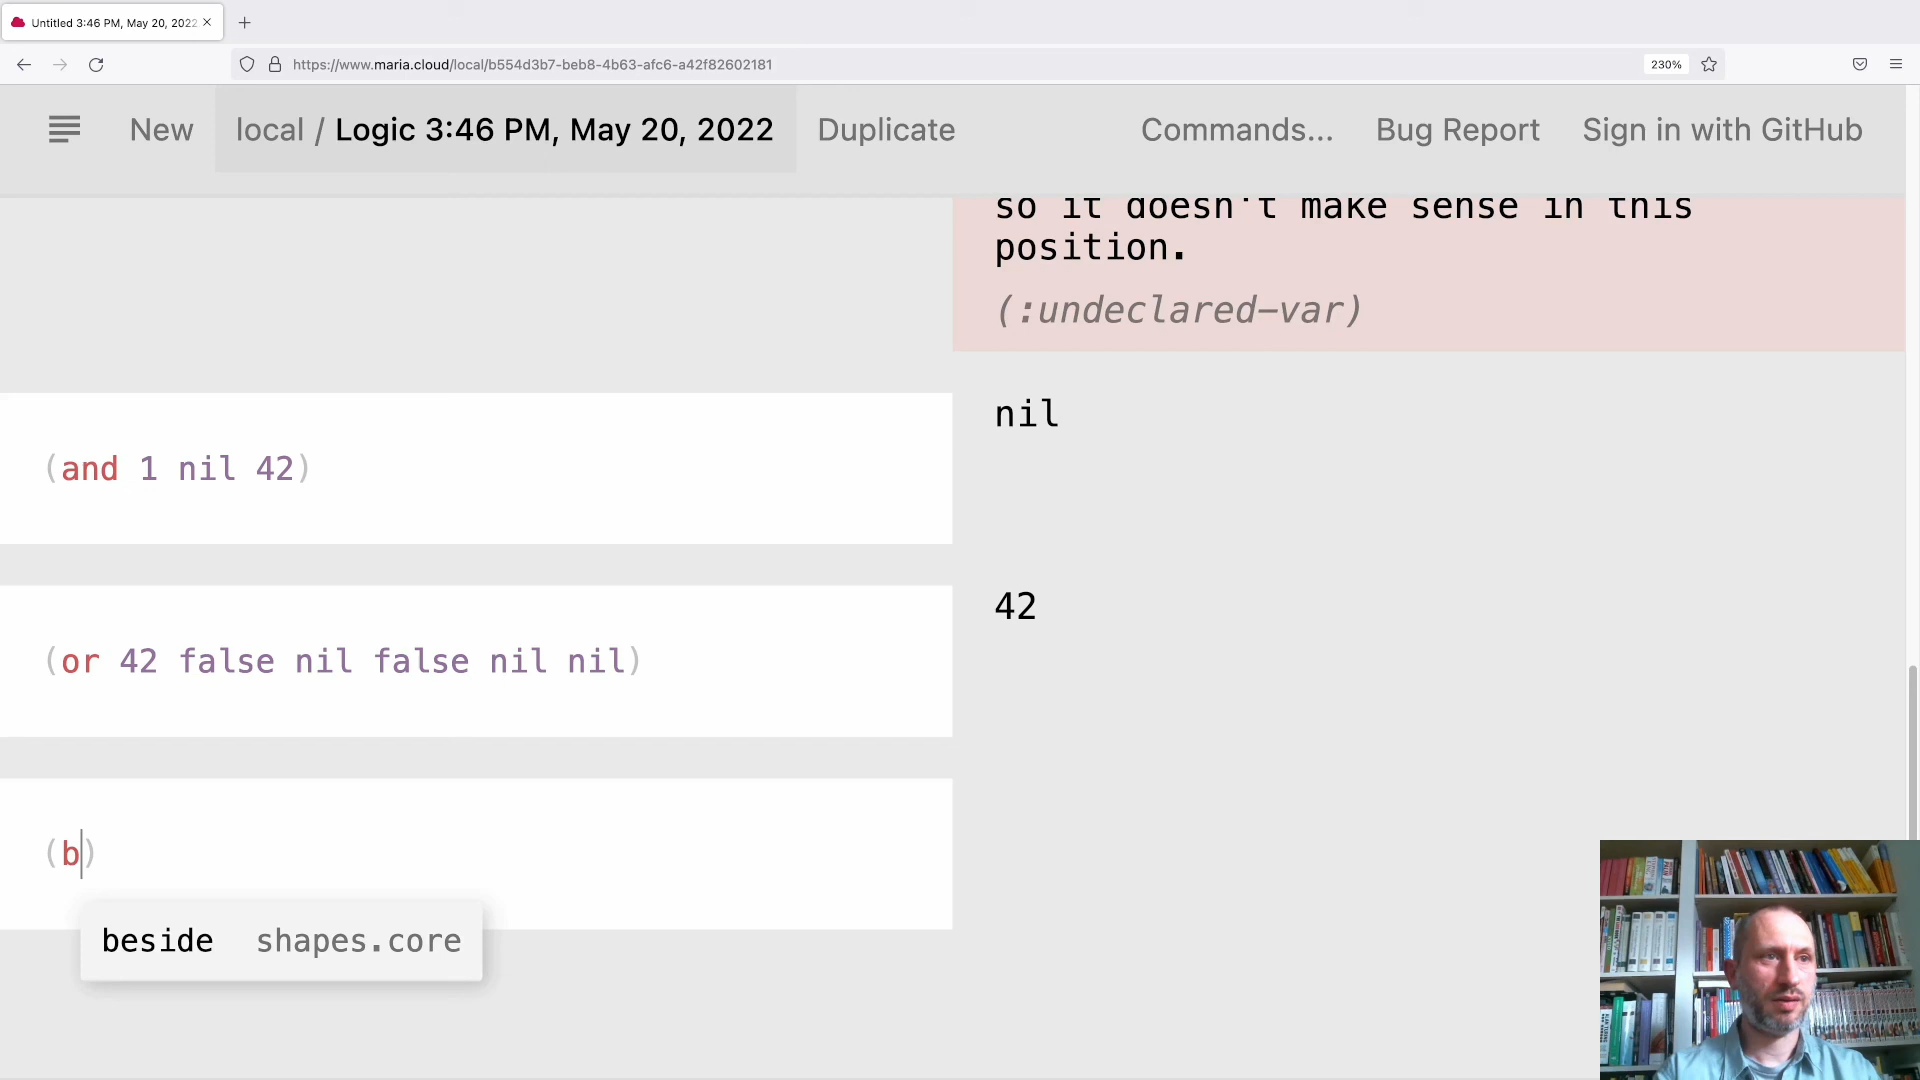 Untitled 3:46 PM, May 20, 2022
https://www.maria.cloud/local/b554d3b7-beb8-4b63-afc6-a42f82602181
230%
New
local / Logic 3:46 PM, May 20, 2022
Duplicate
Commands...
Bug Report
Sign in with GitHub
so it doesn't make sense in this
position.
(:undeclared-var)
(and 1 nil 42)
nil
(or 42 false nil false nil nil)
42
(b)
beside shapes.core